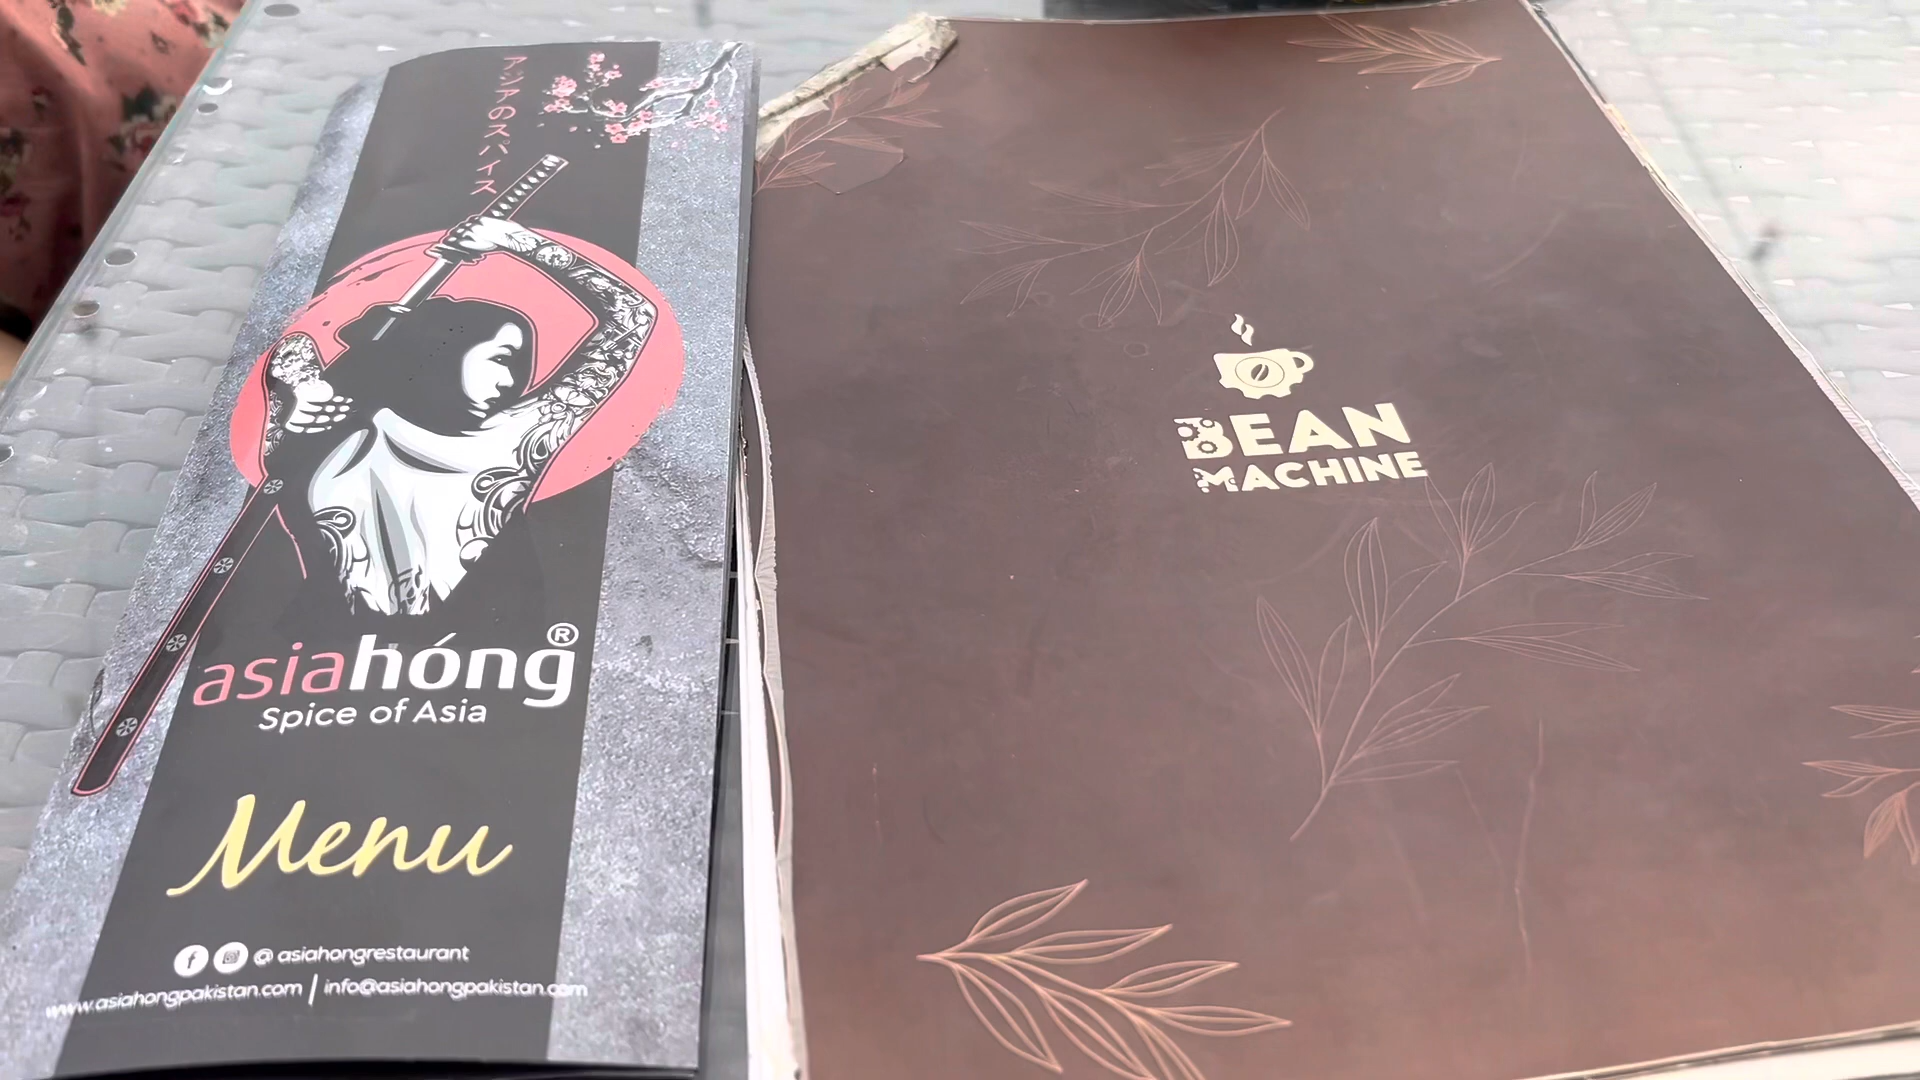 アジアのスパイス
asiahóng®
Spice of Asia
Menu
@ asiahongrestaurant
www.asiahongpakistan.com | info@asiahongpakistan.com
BEAN
MACHINE